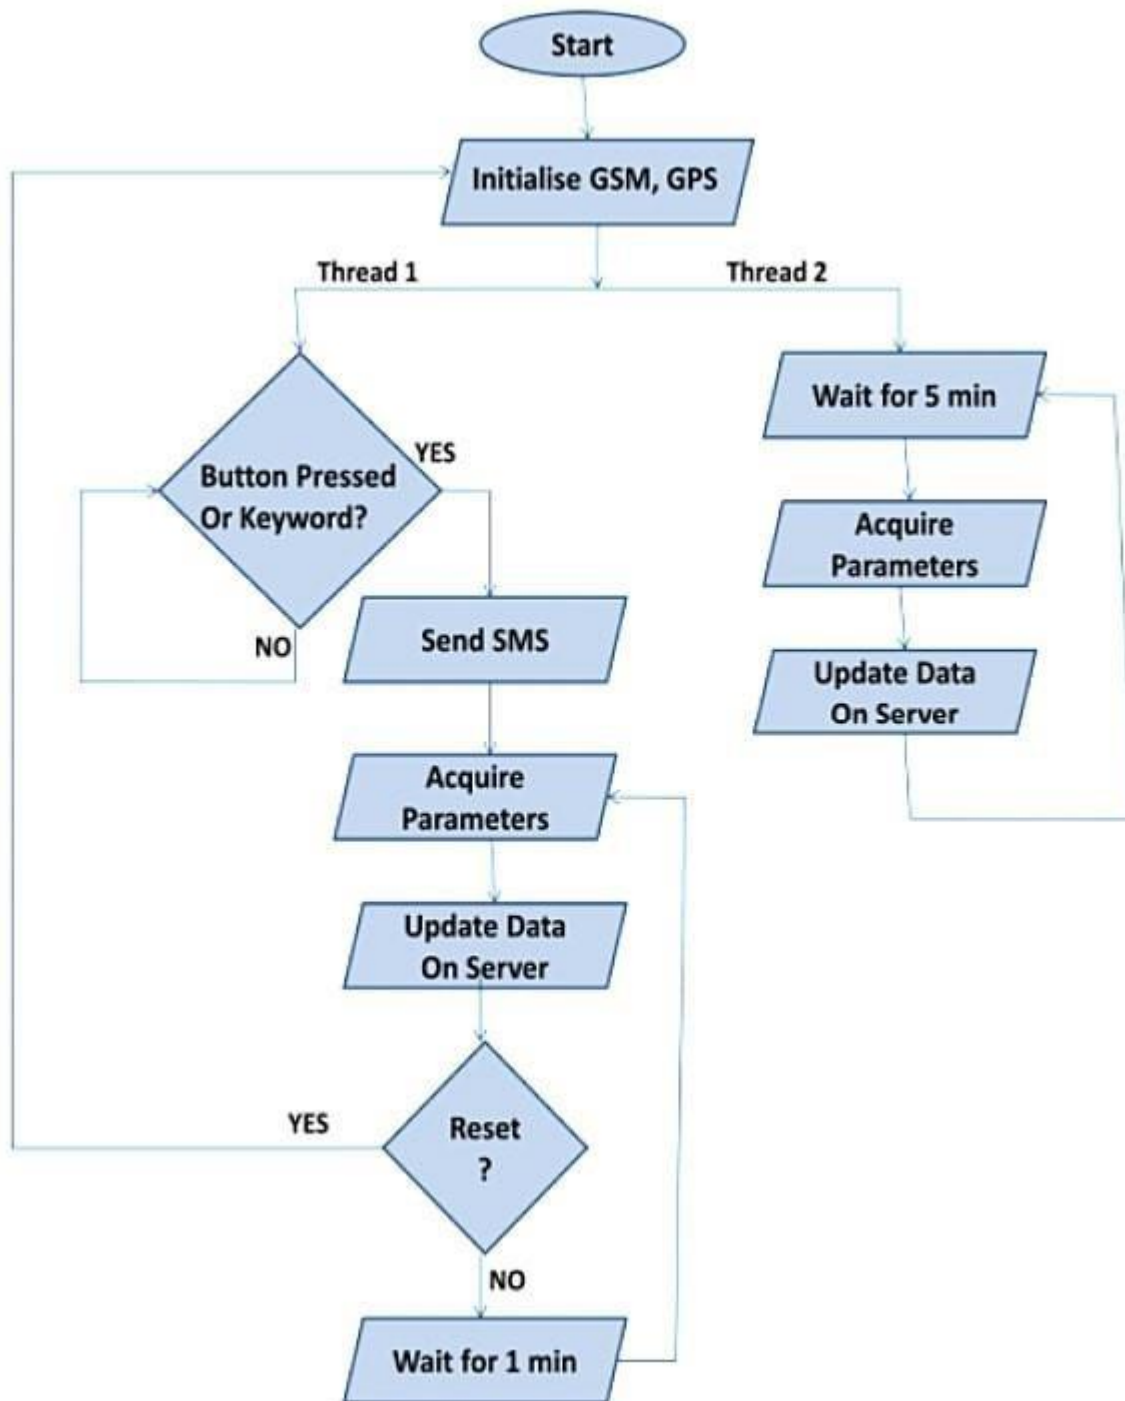 Start
Initialise GSM, GPS
Thread 1
Thread 2
Button Pressed
Or Keyword?
YES
NO
Wait for 5 min
Acquire
Parameters
Update Data
On Server
Send SMS
Acquire
Parameters
Update Data
On Server
Reset
?
YES
NO
Wait for 1 min